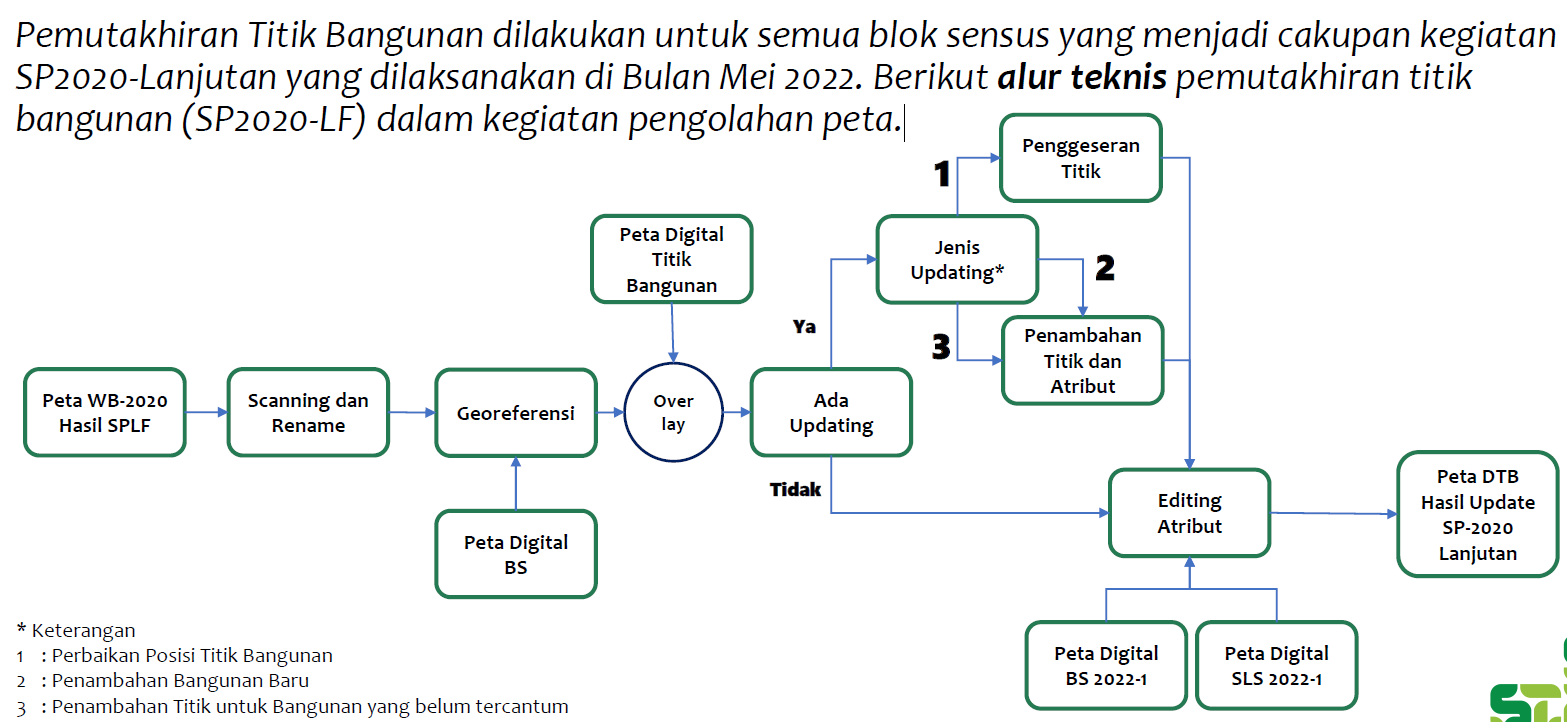 Pemutakhiran Titik Bangunan dilakukan untuk semua blok sensus yang menjadi cakupan kegiatan
SP2020-Lanjutan yang dilaksanakan di Bulan Mei 2022. Berikut alur teknis pemutakhiran titik
bangunan (SP2020-LF) dalam kegiatan pengolahan peta.
Penggeseran
Titik
1
Peta Digital
Titik
Bangunan
Jenis
Updating*
2
Ya
3
Penambahan
Titik dan
Atribut
Peta WB-2020
Hasil SPLF
Scanning dan
Rename
Georeferensi
Over
lay
Ada
Updating
Tidak
Editing
Atribut
Peta DTB
Hasil Update
SP-2020
Lanjutan
Peta Digital
BS
Peta Digital
BS 2022-1
Peta Digital
SLS 2022-1
* Keterangan
1 : Perbaikan Posisi Titik Bangunan
2 : Penambahan Bangunan Baru
3 : Penambahan Titik untuk Bangunan yang belum tercantum